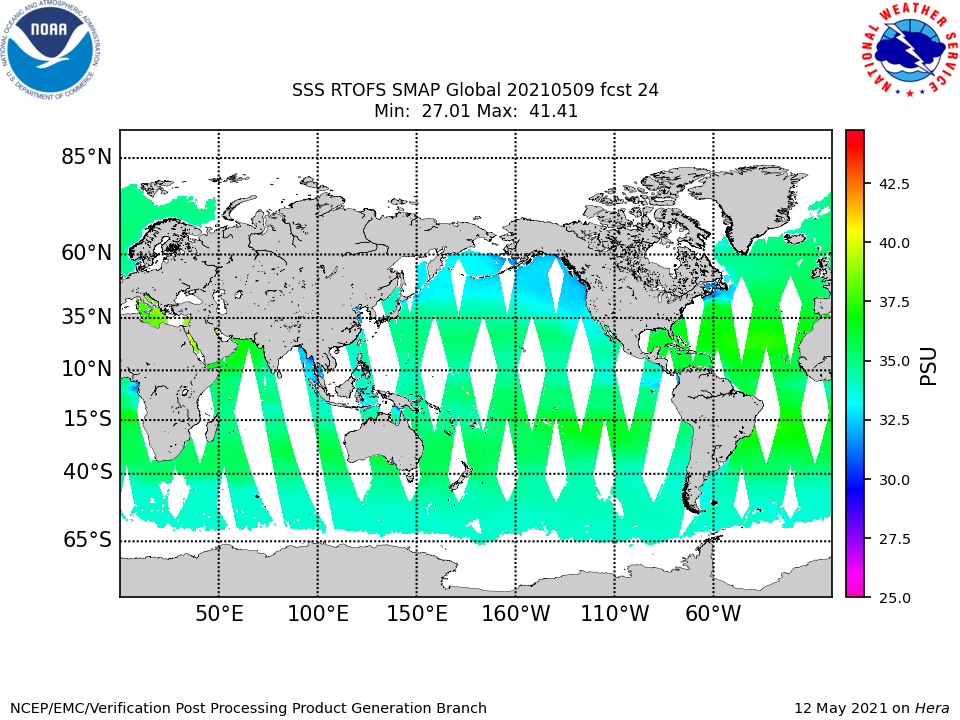 NATIONAL OCEANIC AND ATMOSPHERIC ADMINISTRATION
NOAA
U.S. DEPARTMENT OF COMMERCE
NATIONAL WEATHER SERVICE
SSS RTOFS SMAP Global 20210509 fcst 24
Min: 27.01 Max: 41.41
85°N
60°N
35°N
10°N
15°S
40°S
65°S
50°E 100°E 150°E 160°W 110°W 60°W
42.5
40.0
37.5
35.0
32.5
30.0
27.5
25.0
PSU
NCEP/EMC/Verification Post Processing Product Generation Branch
12 May 2021 on Hera